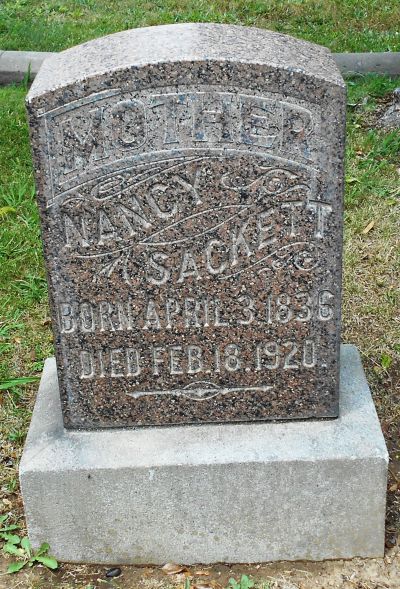 MOTHER
NANCY
SACKETT
BORN APRIL 3. 1836
DIED FEB. 18. 1920.